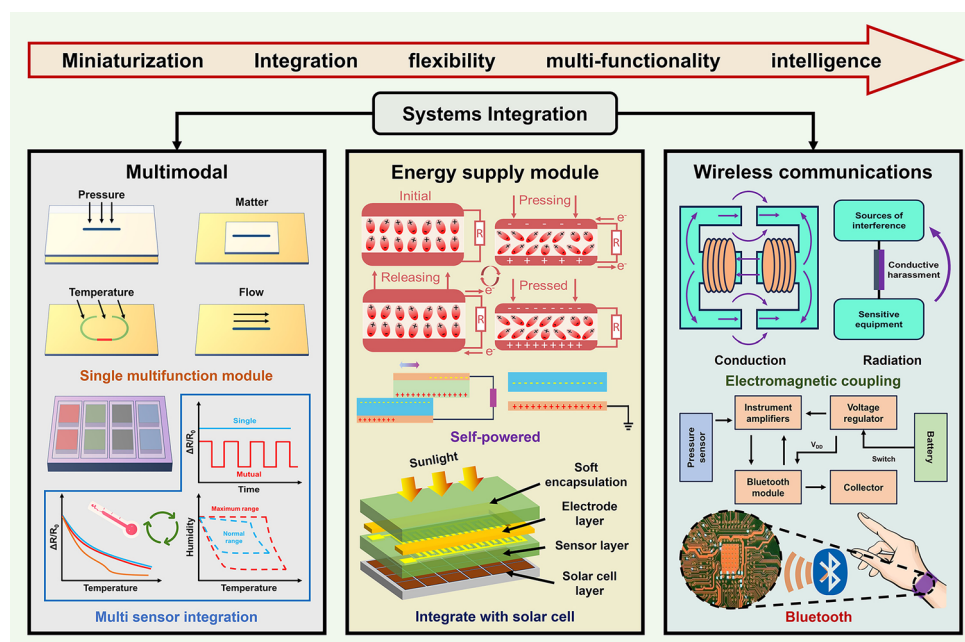 Miniaturization Integration flexibility multi-functionality intelligence
Systems Integration
Multimodal
Pressure
Matter
Temperature
Flow
Single multifunction module
ΔR/R₀
Single
Mutual
Time
ΔR/R₀
Temperature
Humidity
Maximum range
Normal
range
Temperature
Multi sensor integration
Energy supply module
Initial
R
Pressing
e⁻
R
e⁻
Releasing
e⁻
R
e⁻
Pressed
R
Self-powered
Sunlight
Soft
encapsulation
Electrode
layer
Sensor layer
Solar cell
layer
Integrate with solar cell
Wireless communications
Sources of
interference
Conductive
harassment
Sensitive
equipment
Conduction
Radiation
Electromagnetic coupling
Pressure
sensor
Instrument
amplifiers
Voltage
regulator
Battery
V_DD
Switch
Bluetooth
module
Collector
Bluetooth